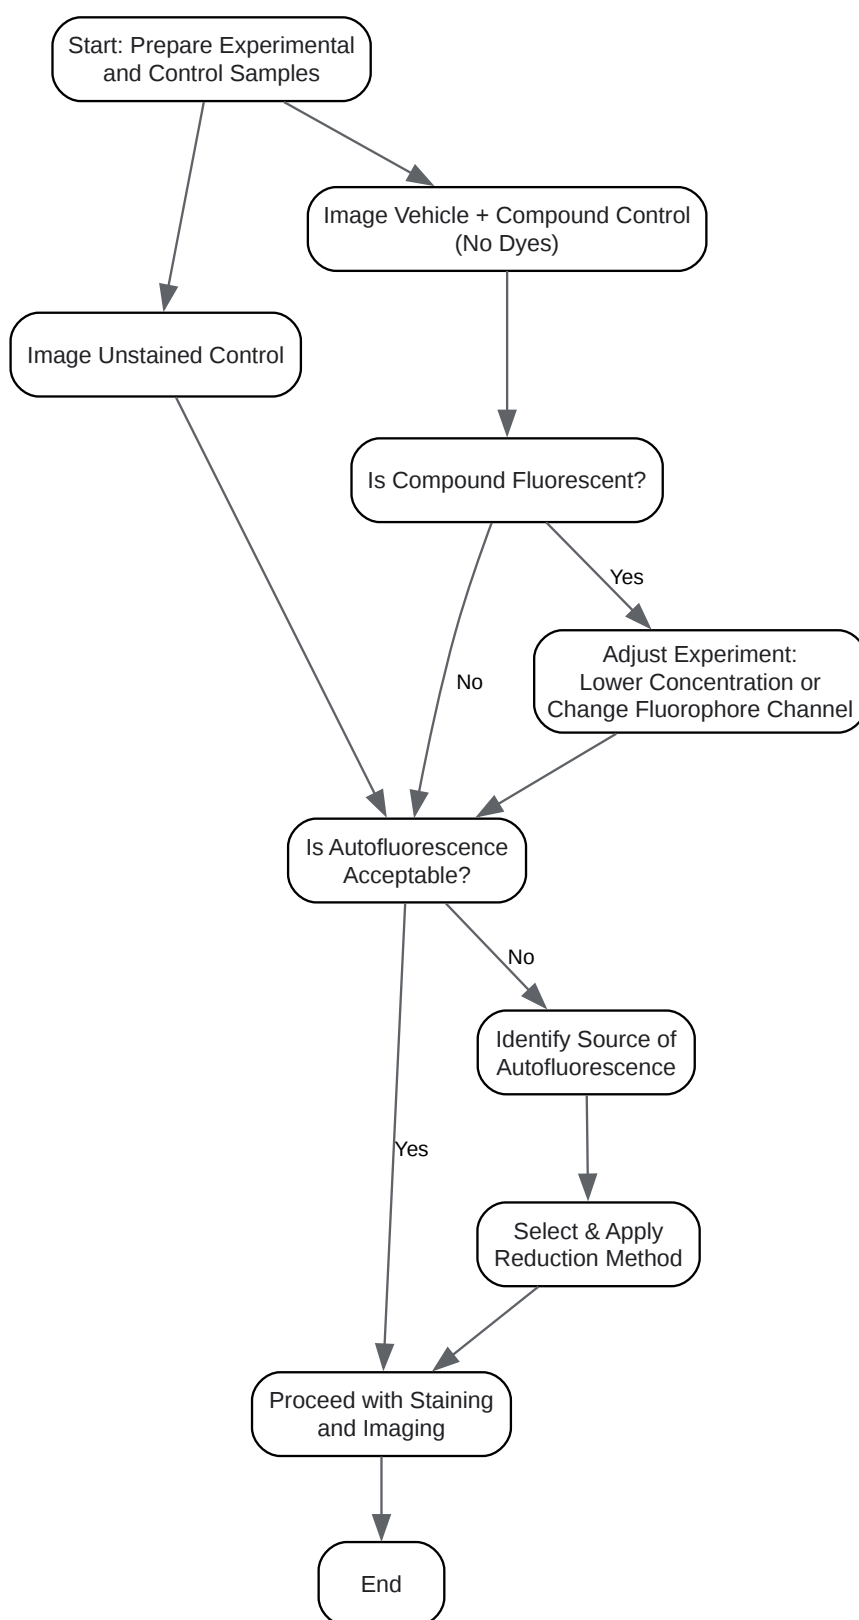 Start: Prepare Experimental
and Control Samples
Image Vehicle + Compound Control
(No Dyes)
Image Unstained Control
Is Compound Fluorescent?
Yes
Adjust Experiment:
Lower Concentration or
Change Fluorophore Channel
No
Is Autofluorescence
Acceptable?
No
Identify Source of
Autofluorescence
Yes
Select & Apply
Reduction Method
Proceed with Staining
and Imaging
End